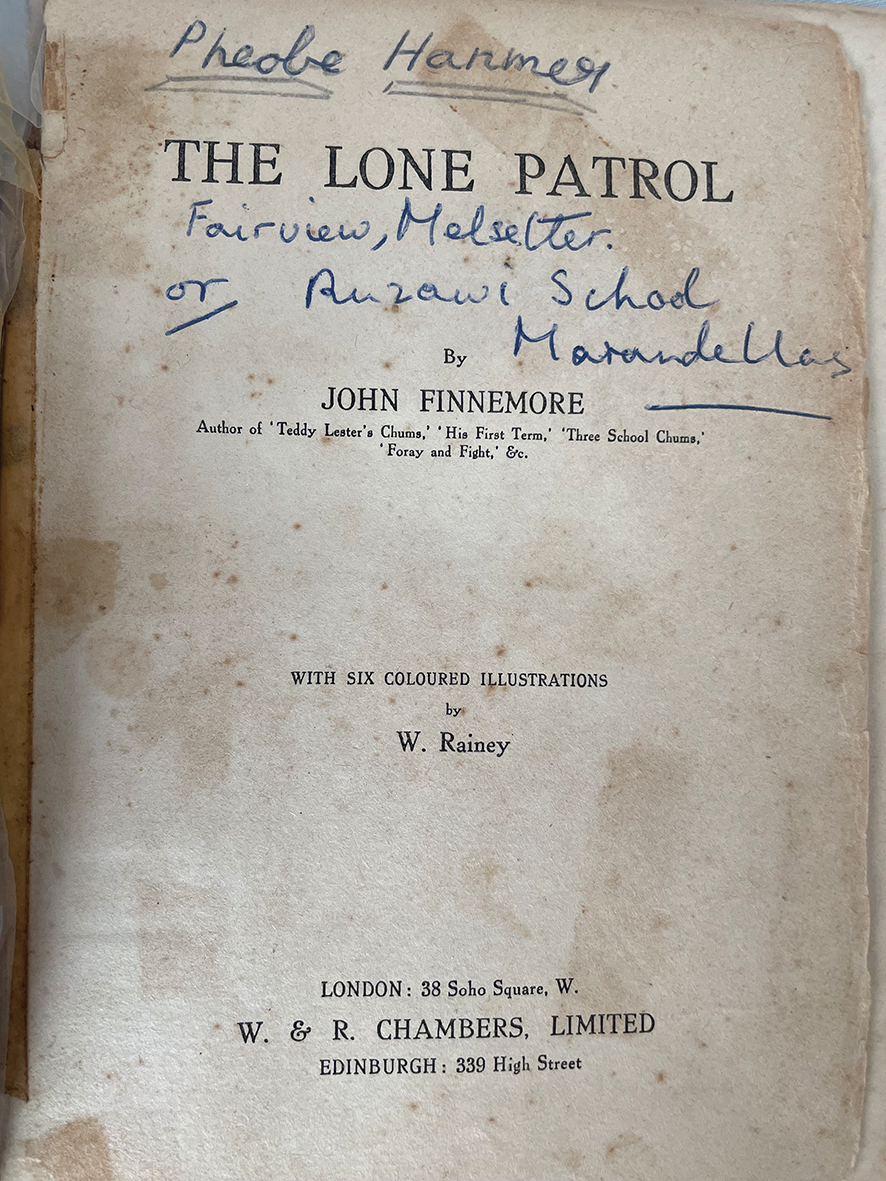 Pheobe Hanmer
THE LONE PATROL
Fairview, Melsetter.
or Ruzawi School
Marandellas
By
JOHN FINNEMORE
Author of 'Teddy Lester's Chums,' 'His First Term,' 'Three School Chums,'
'Foray and Fight,' &c.
WITH SIX COLOURED ILLUSTRATIONS
by
W. Rainey
LONDON: 38 Soho Square, W.
W. & R. CHAMBERS, LIMITED
EDINBURGH: 339 High Street